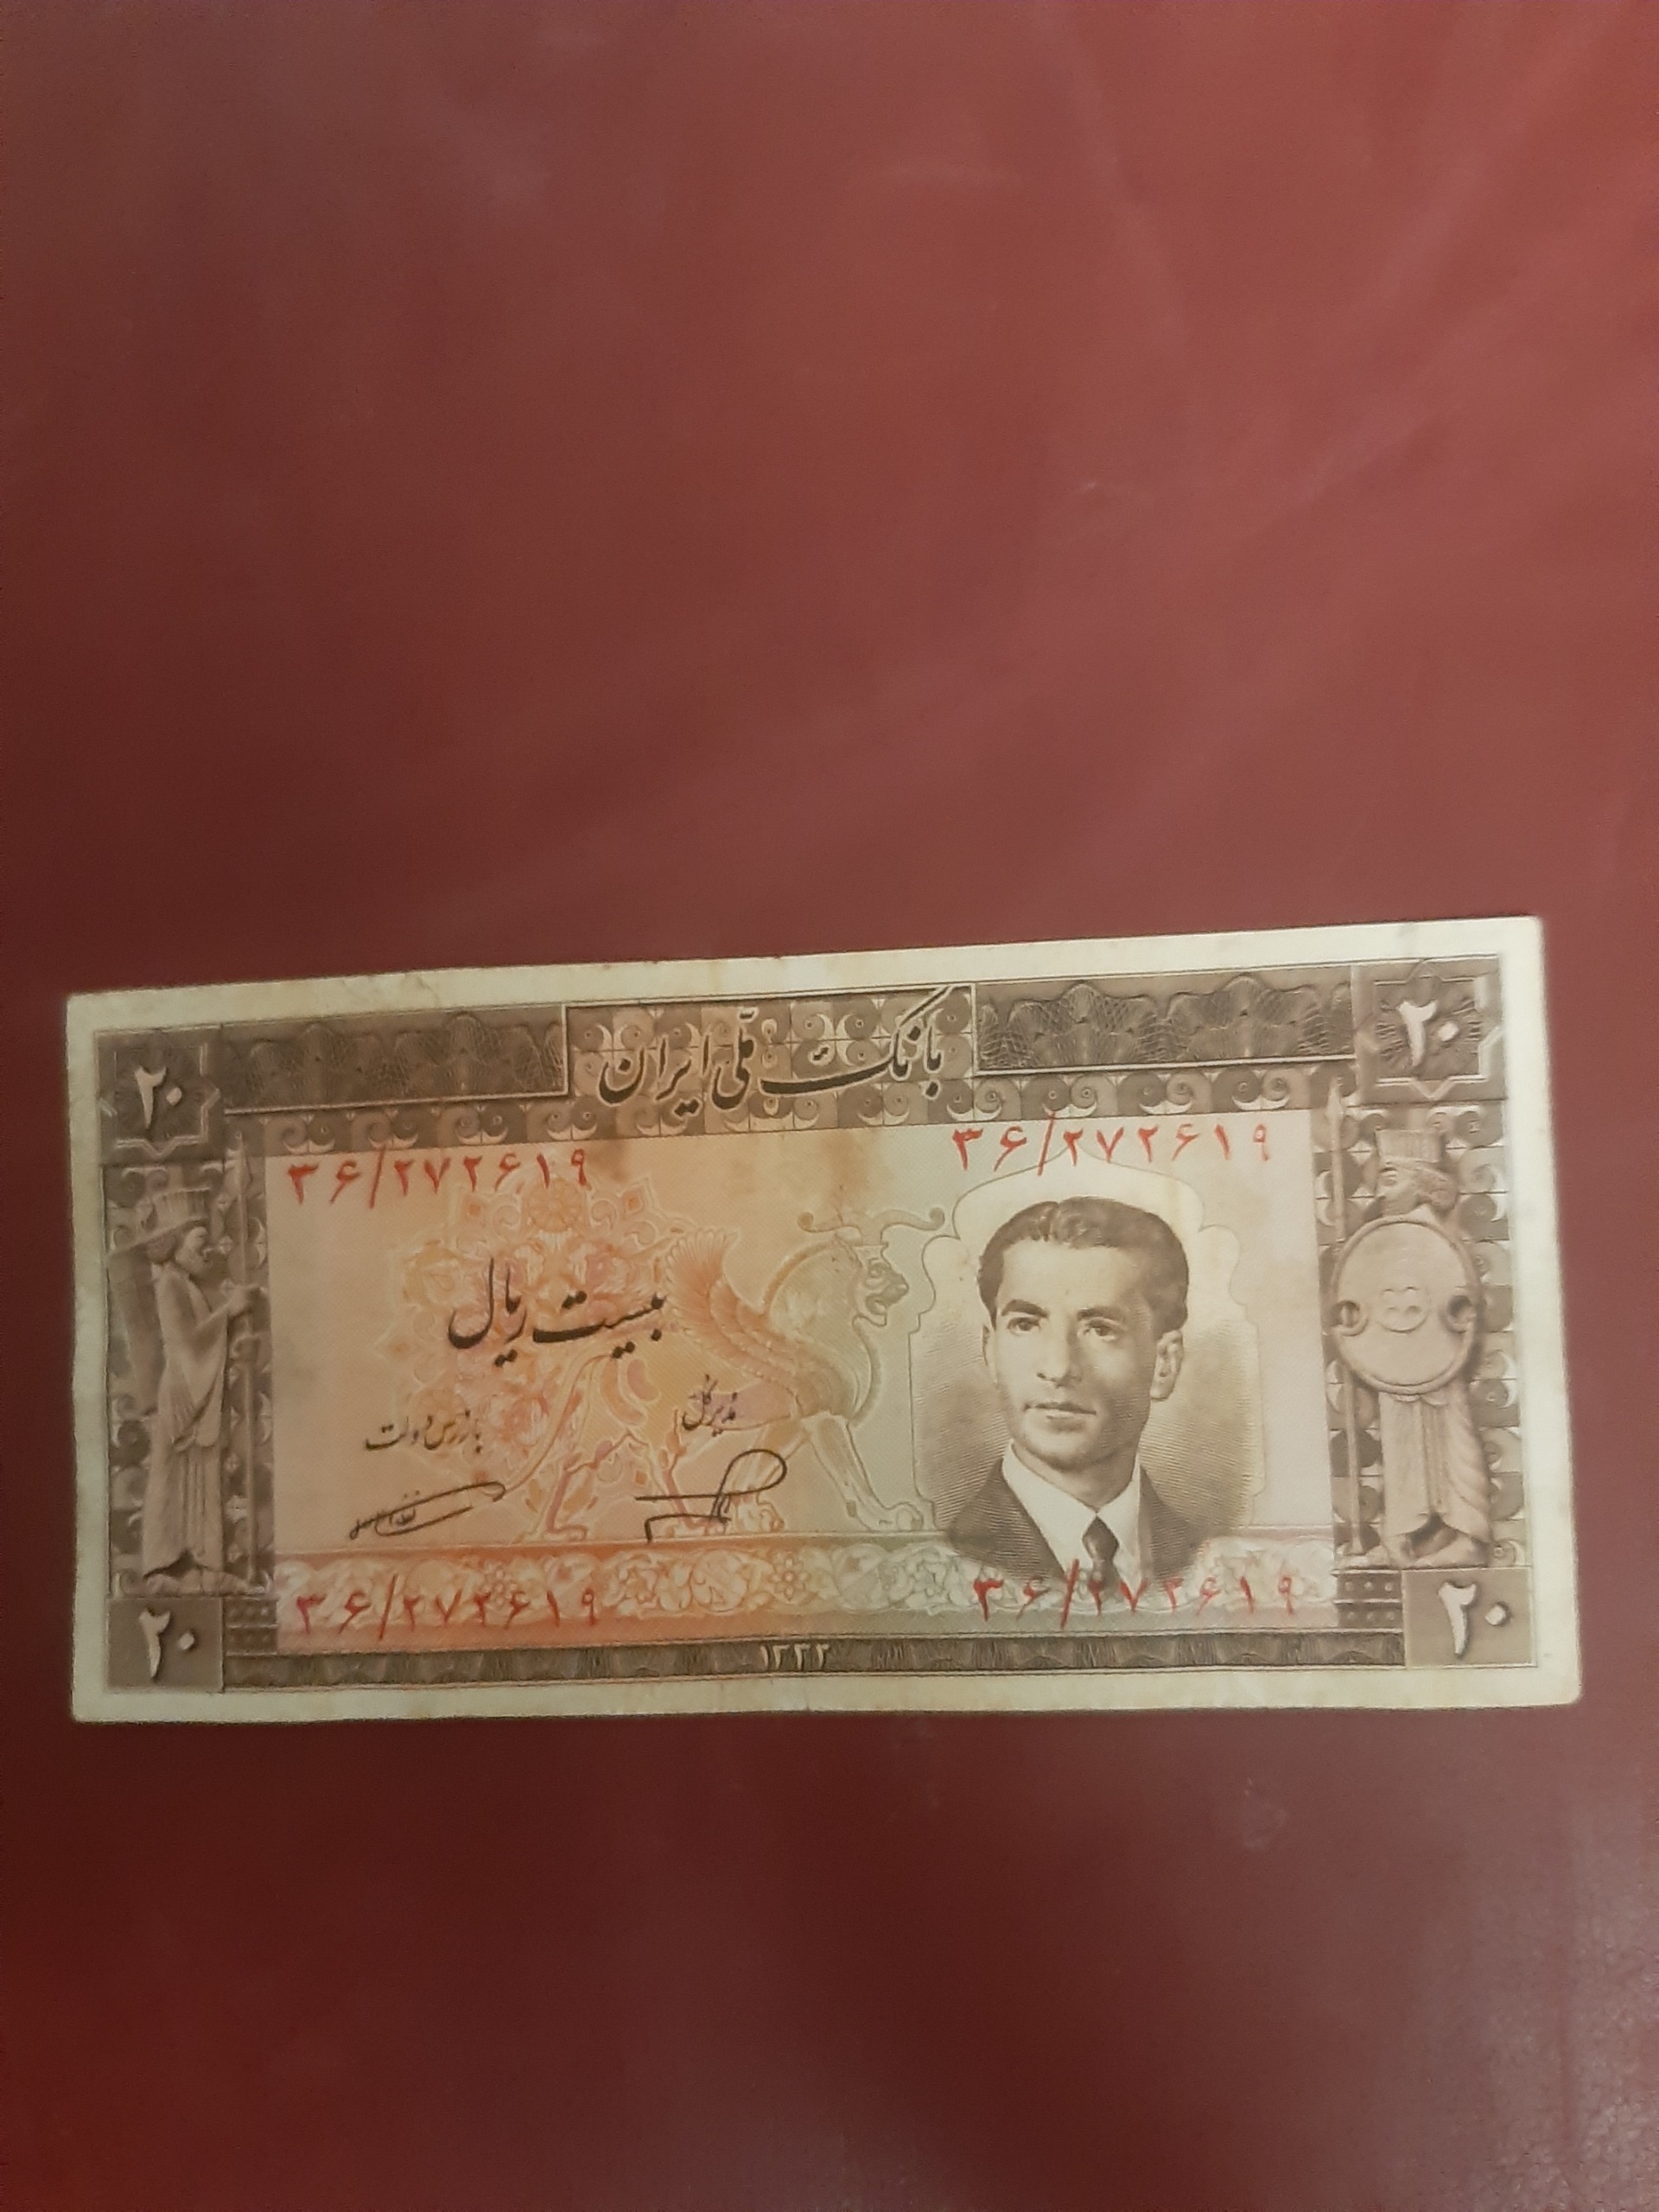 بانک ملی ایران
۲۰
۲۰
۳۶/۲۷۲۶۱۹
۳۶/۲۷۲۶۱۹
بیست ریال
مدیر کل
بازرس دولت
۳۶/۲۷۲۶۱۹
۳۶/۲۷۲۶۱۹
۲۰
۱۳۳۲
۲۰